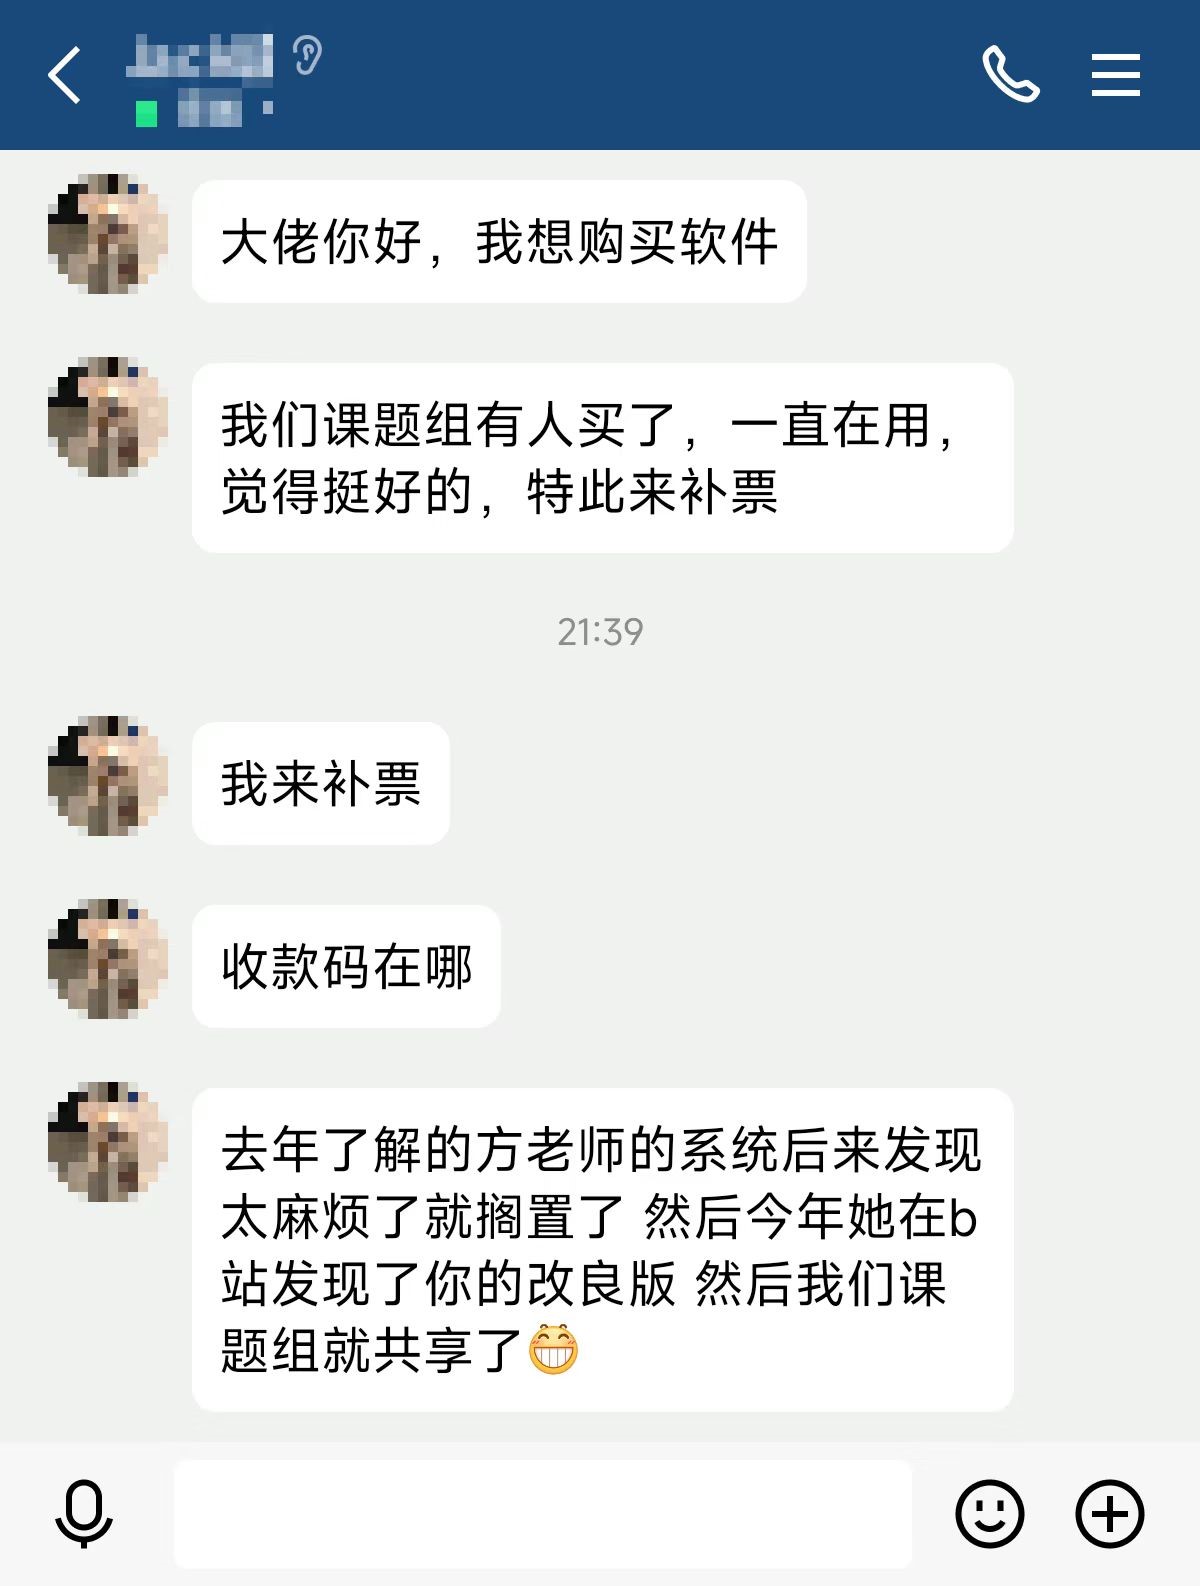 大佬你好，我想购买软件
我们课题组有人买了，一直在用，
觉得挺好的，特此来补票
21:39
我来补票
收款码在哪
去年了解的方老师的系统后来发现
太麻烦了就搁置了 然后今年她在b
站发现了你的改良版 然后我们课
题组就共享了😁